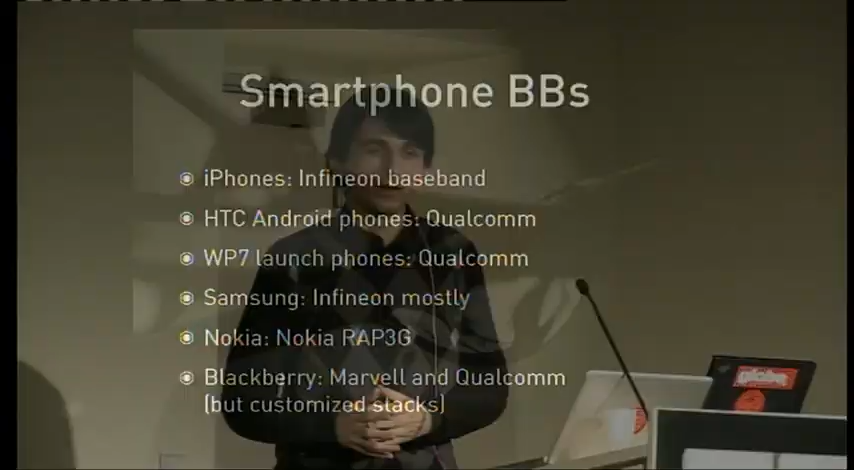 Smartphone BBs
iPhones: Infineon baseband
HTC Android phones: Qualcomm
WP7 launch phones: Qualcomm
Samsung: Infineon mostly
Nokia: Nokia RAP3G
Blackberry: Marvell and Qualcomm
(but customized stacks)